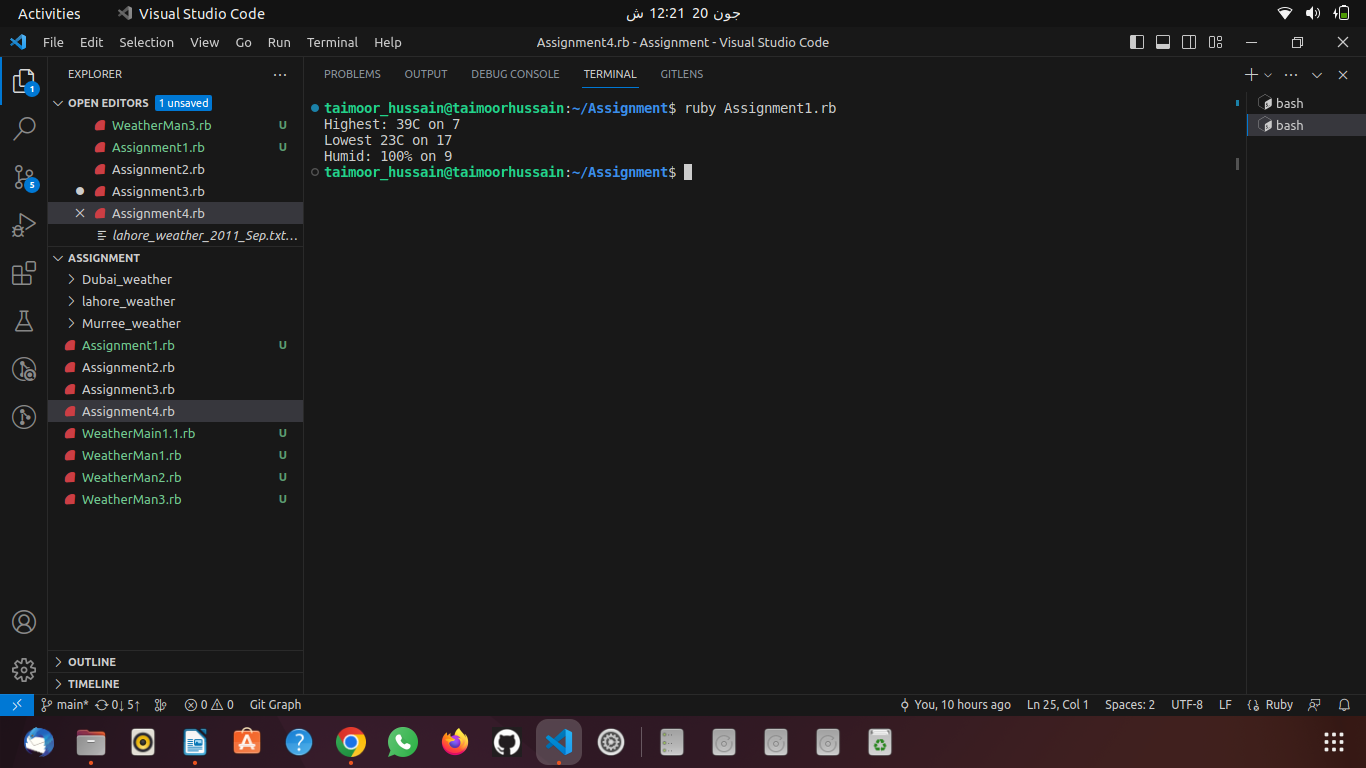 Activities Visual Studio Code جون 20 12:21 ش
File Edit Selection View Go Run Terminal Help Assignment4.rb - Assignment - Visual Studio Code
EXPLORER
PROBLEMS OUTPUT DEBUG CONSOLE TERMINAL GITLENS
OPEN EDITORS 1 unsaved
WeatherMan3.rb U
Assignment1.rb U
Assignment2.rb
Assignment3.rb
Assignment4.rb
lahore_weather_2011_Sep.txt...
ASSIGNMENT
Dubai_weather
lahore_weather
Murree_weather
Assignment1.rb U
Assignment2.rb
Assignment3.rb
Assignment4.rb
WeatherMain1.1.rb U
WeatherMan1.rb U
WeatherMan2.rb U
WeatherMan3.rb U
OUTLINE
TIMELINE
1
5
taimoor_hussain@taimoorhussain:~/Assignment$ ruby Assignment1.rb
Highest: 39C on 7
Lowest 23C on 17
Humid: 100% on 9
taimoor_hussain@taimoorhussain:~/Assignment$
bash
bash
main* 0↓ 5↑ 0 0 Git Graph You, 10 hours ago Ln 25, Col 1 Spaces: 2 UTF-8 LF Ruby